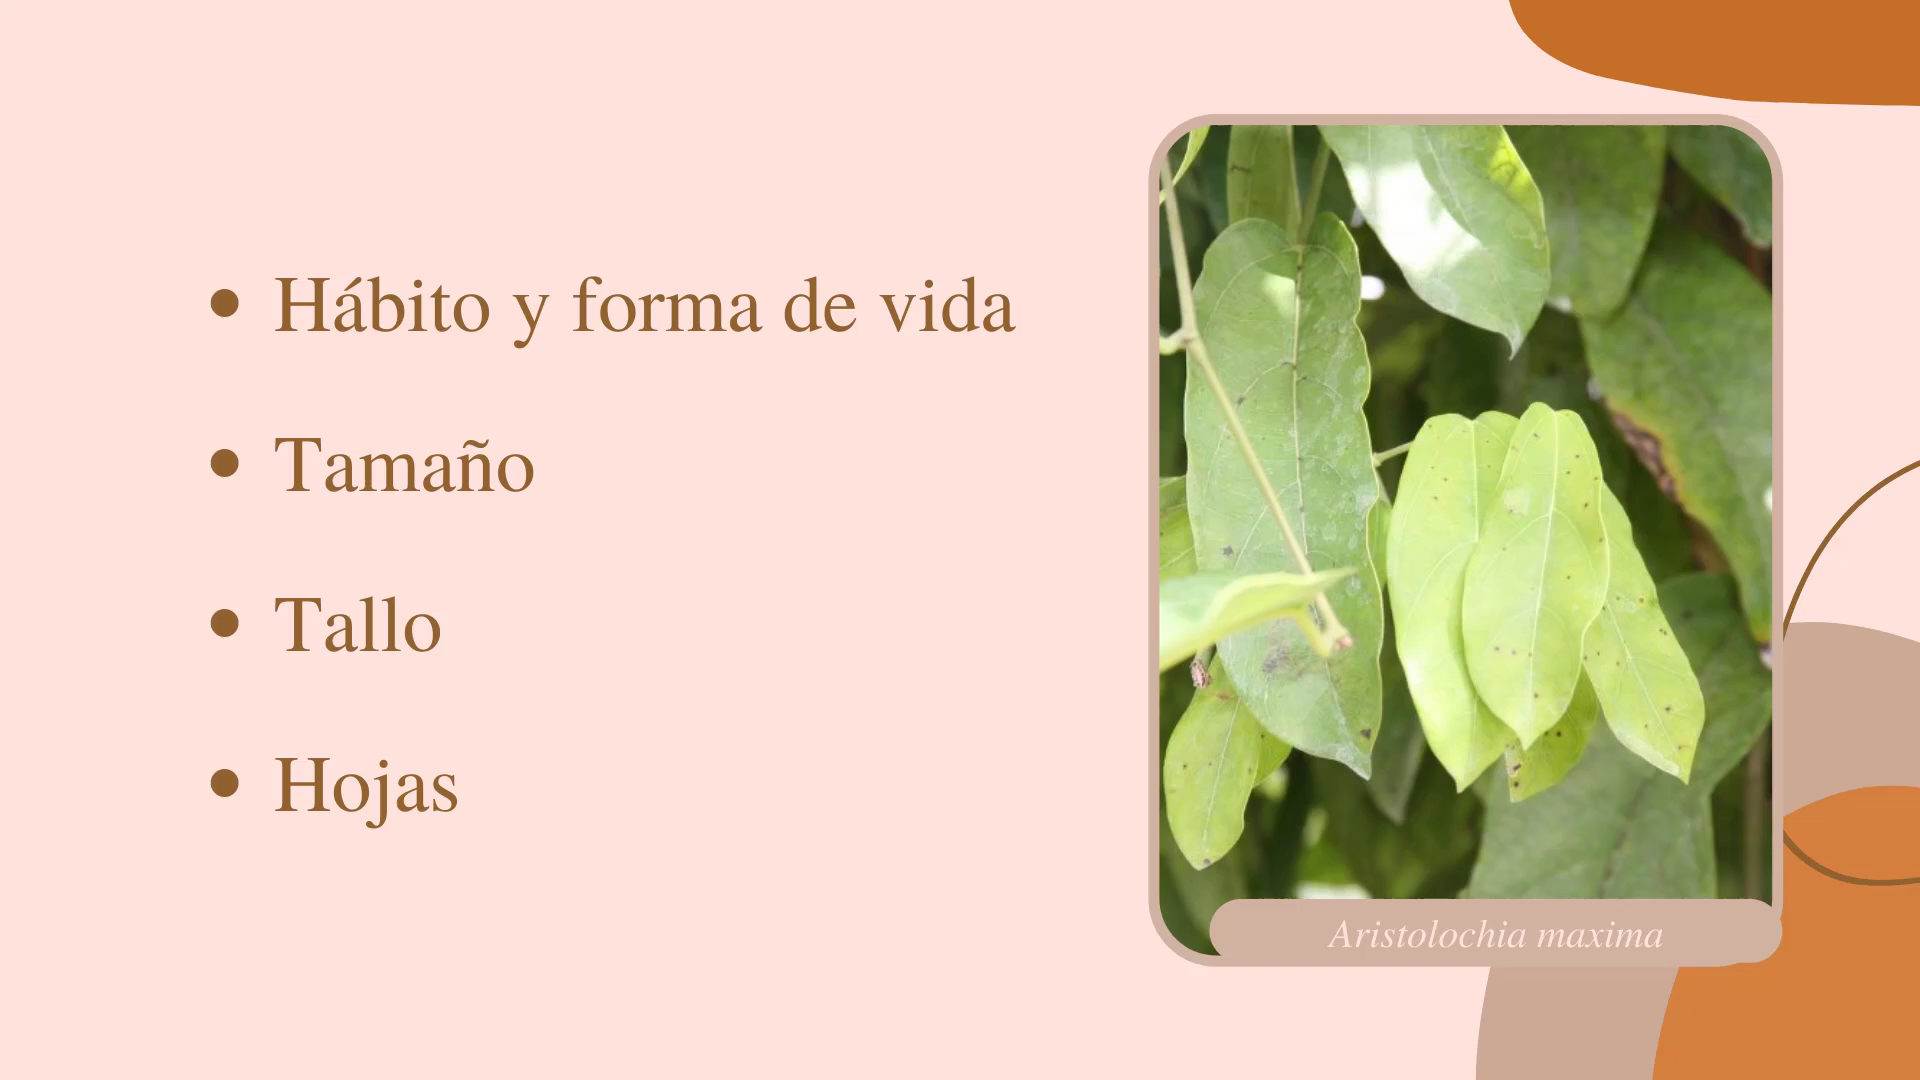 • Hábito y forma de vida
• Tamaño
• Tallo
• Hojas
Aristolochia maxima